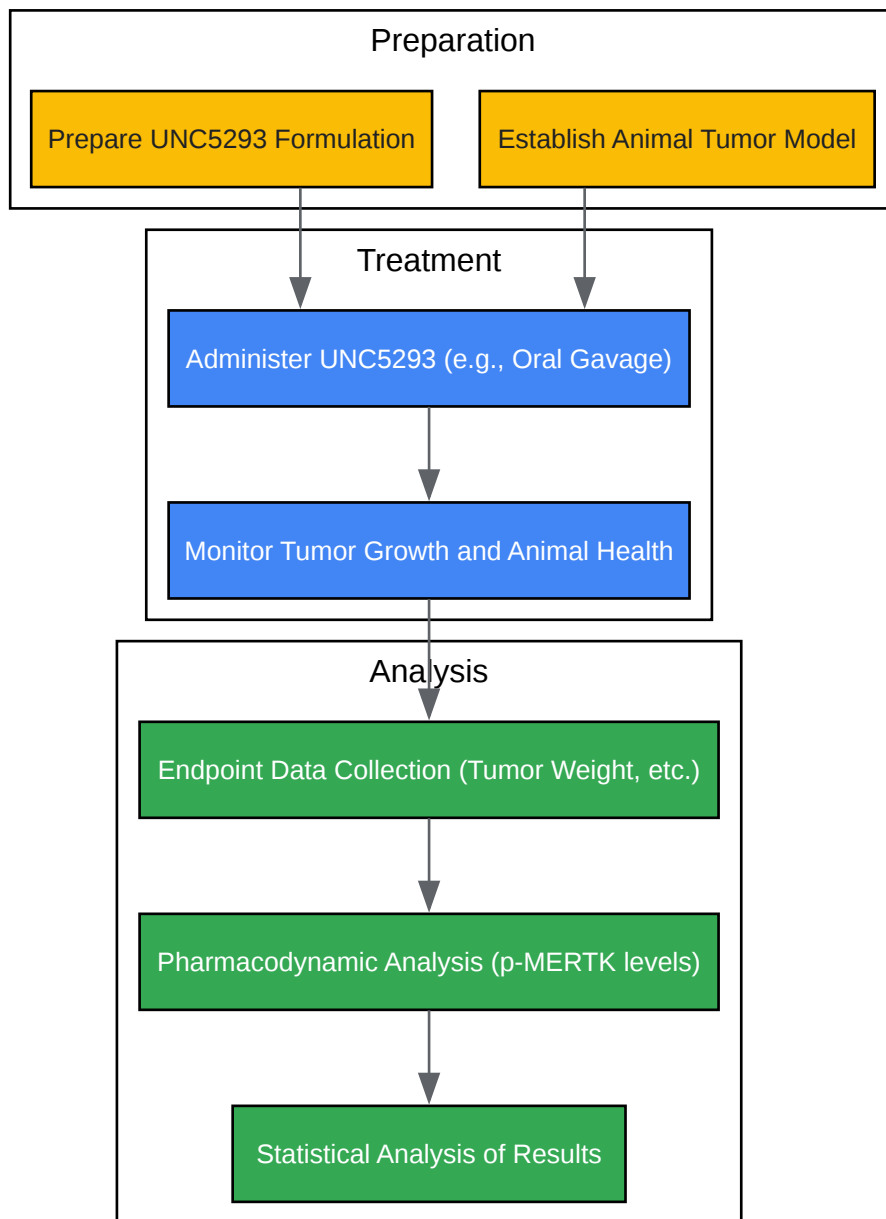 Preparation
Prepare UNC5293 Formulation
Establish Animal Tumor Model
Treatment
Administer UNC5293 (e.g., Oral Gavage)
Monitor Tumor Growth and Animal Health
Analysis
Endpoint Data Collection (Tumor Weight, etc.)
Pharmacodynamic Analysis (p-MERTK levels)
Statistical Analysis of Results